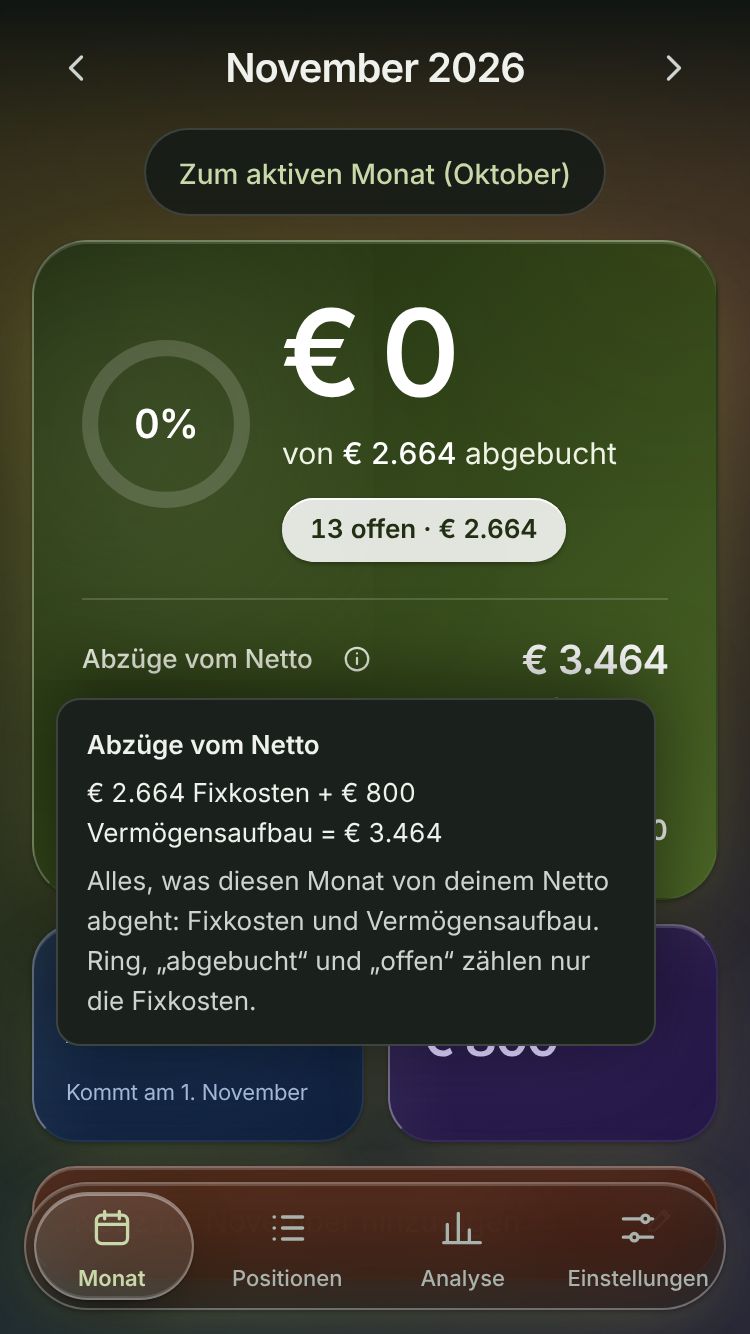 November 2026
Zum aktiven Monat (Oktober)
€ 0
0%
von € 2.664 abgebucht
13 offen · € 2.664
Abzüge vom Netto
€ 3.464
Abzüge vom Netto
€ 2.664 Fixkosten + € 800
Vermögensaufbau = € 3.464
Alles, was diesen Monat von deinem Netto
abgeht: Fixkosten und Vermögensaufbau.
Ring, „abgebucht“ und „offen“ zählen nur
die Fixkosten.
€ 800
Kommt am 1. November
Monat
Positionen
Analyse
Einstellungen